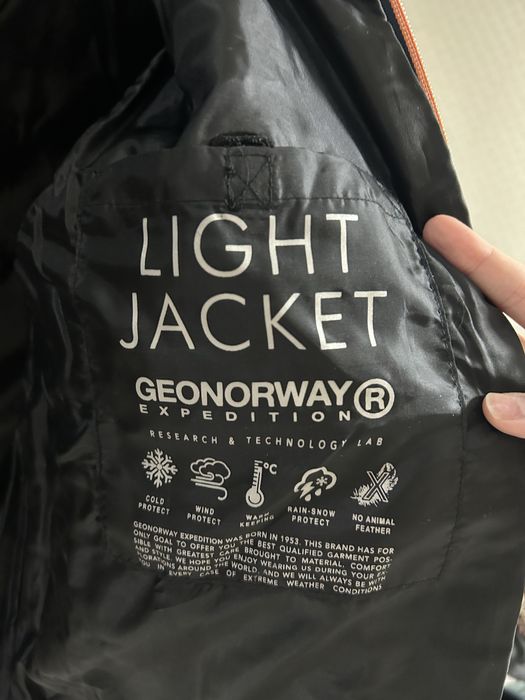 LIGHT
JACKET
GEONORWAY®
EXPEDITION
RESEARCH & TECHNOLOGY LAB
°C
COLD
PROTECT
WIND
PROTECT
WARM
KEEPING
RAIN-SNOW
PROTECT
NO ANIMAL
FEATHER
GEONORWAY EXPEDITION WAS BORN IN 1953. THIS BRAND HAS FOR
ONLY GOAL TO OFFER YOU THE BEST QUALIFIED GARMENT POS-
SIBLE WITH GREATEST CARE BROUGHT TO MATERIAL, COMFORT
AND STYLE. WE HOPE YOU ENJOY WEARING US DURING YOUR
IN AROUND THE WORLD, AND WE WILL ALWAYS BE WITH
YOU IN EVERY CASE OF EXTREME WEATHER CONDITIONS